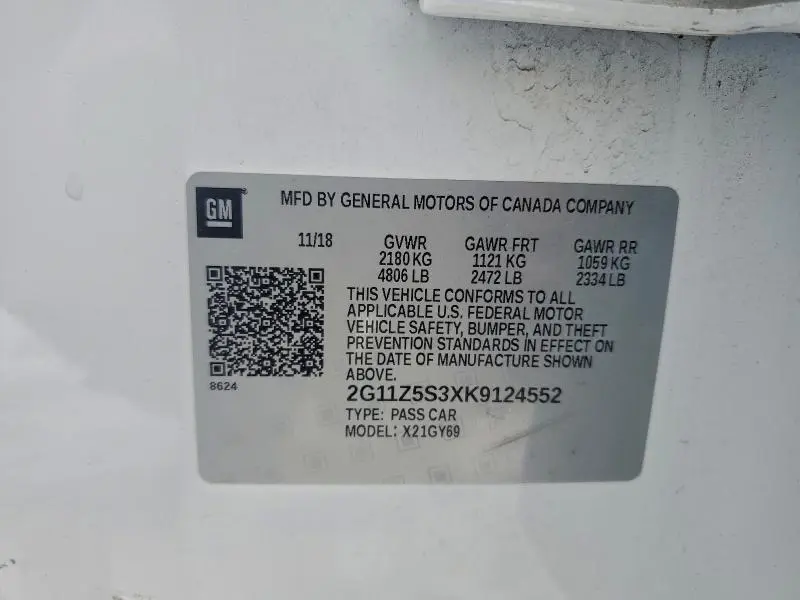 GM
MFD BY GENERAL MOTORS OF CANADA COMPANY
11/18 GVWR GAWR FRT GAWR RR
2180 KG 1121 KG 1059 KG
4806 LB 2472 LB 2334 LB
THIS VEHICLE CONFORMS TO ALL
APPLICABLE U.S. FEDERAL MOTOR
VEHICLE SAFETY, BUMPER, AND THEFT
PREVENTION STANDARDS IN EFFECT ON
THE DATE OF MANUFACTURE SHOWN
ABOVE.
8624
2G11Z5S3XK9124552
TYPE: PASS CAR
MODEL: X21GY69